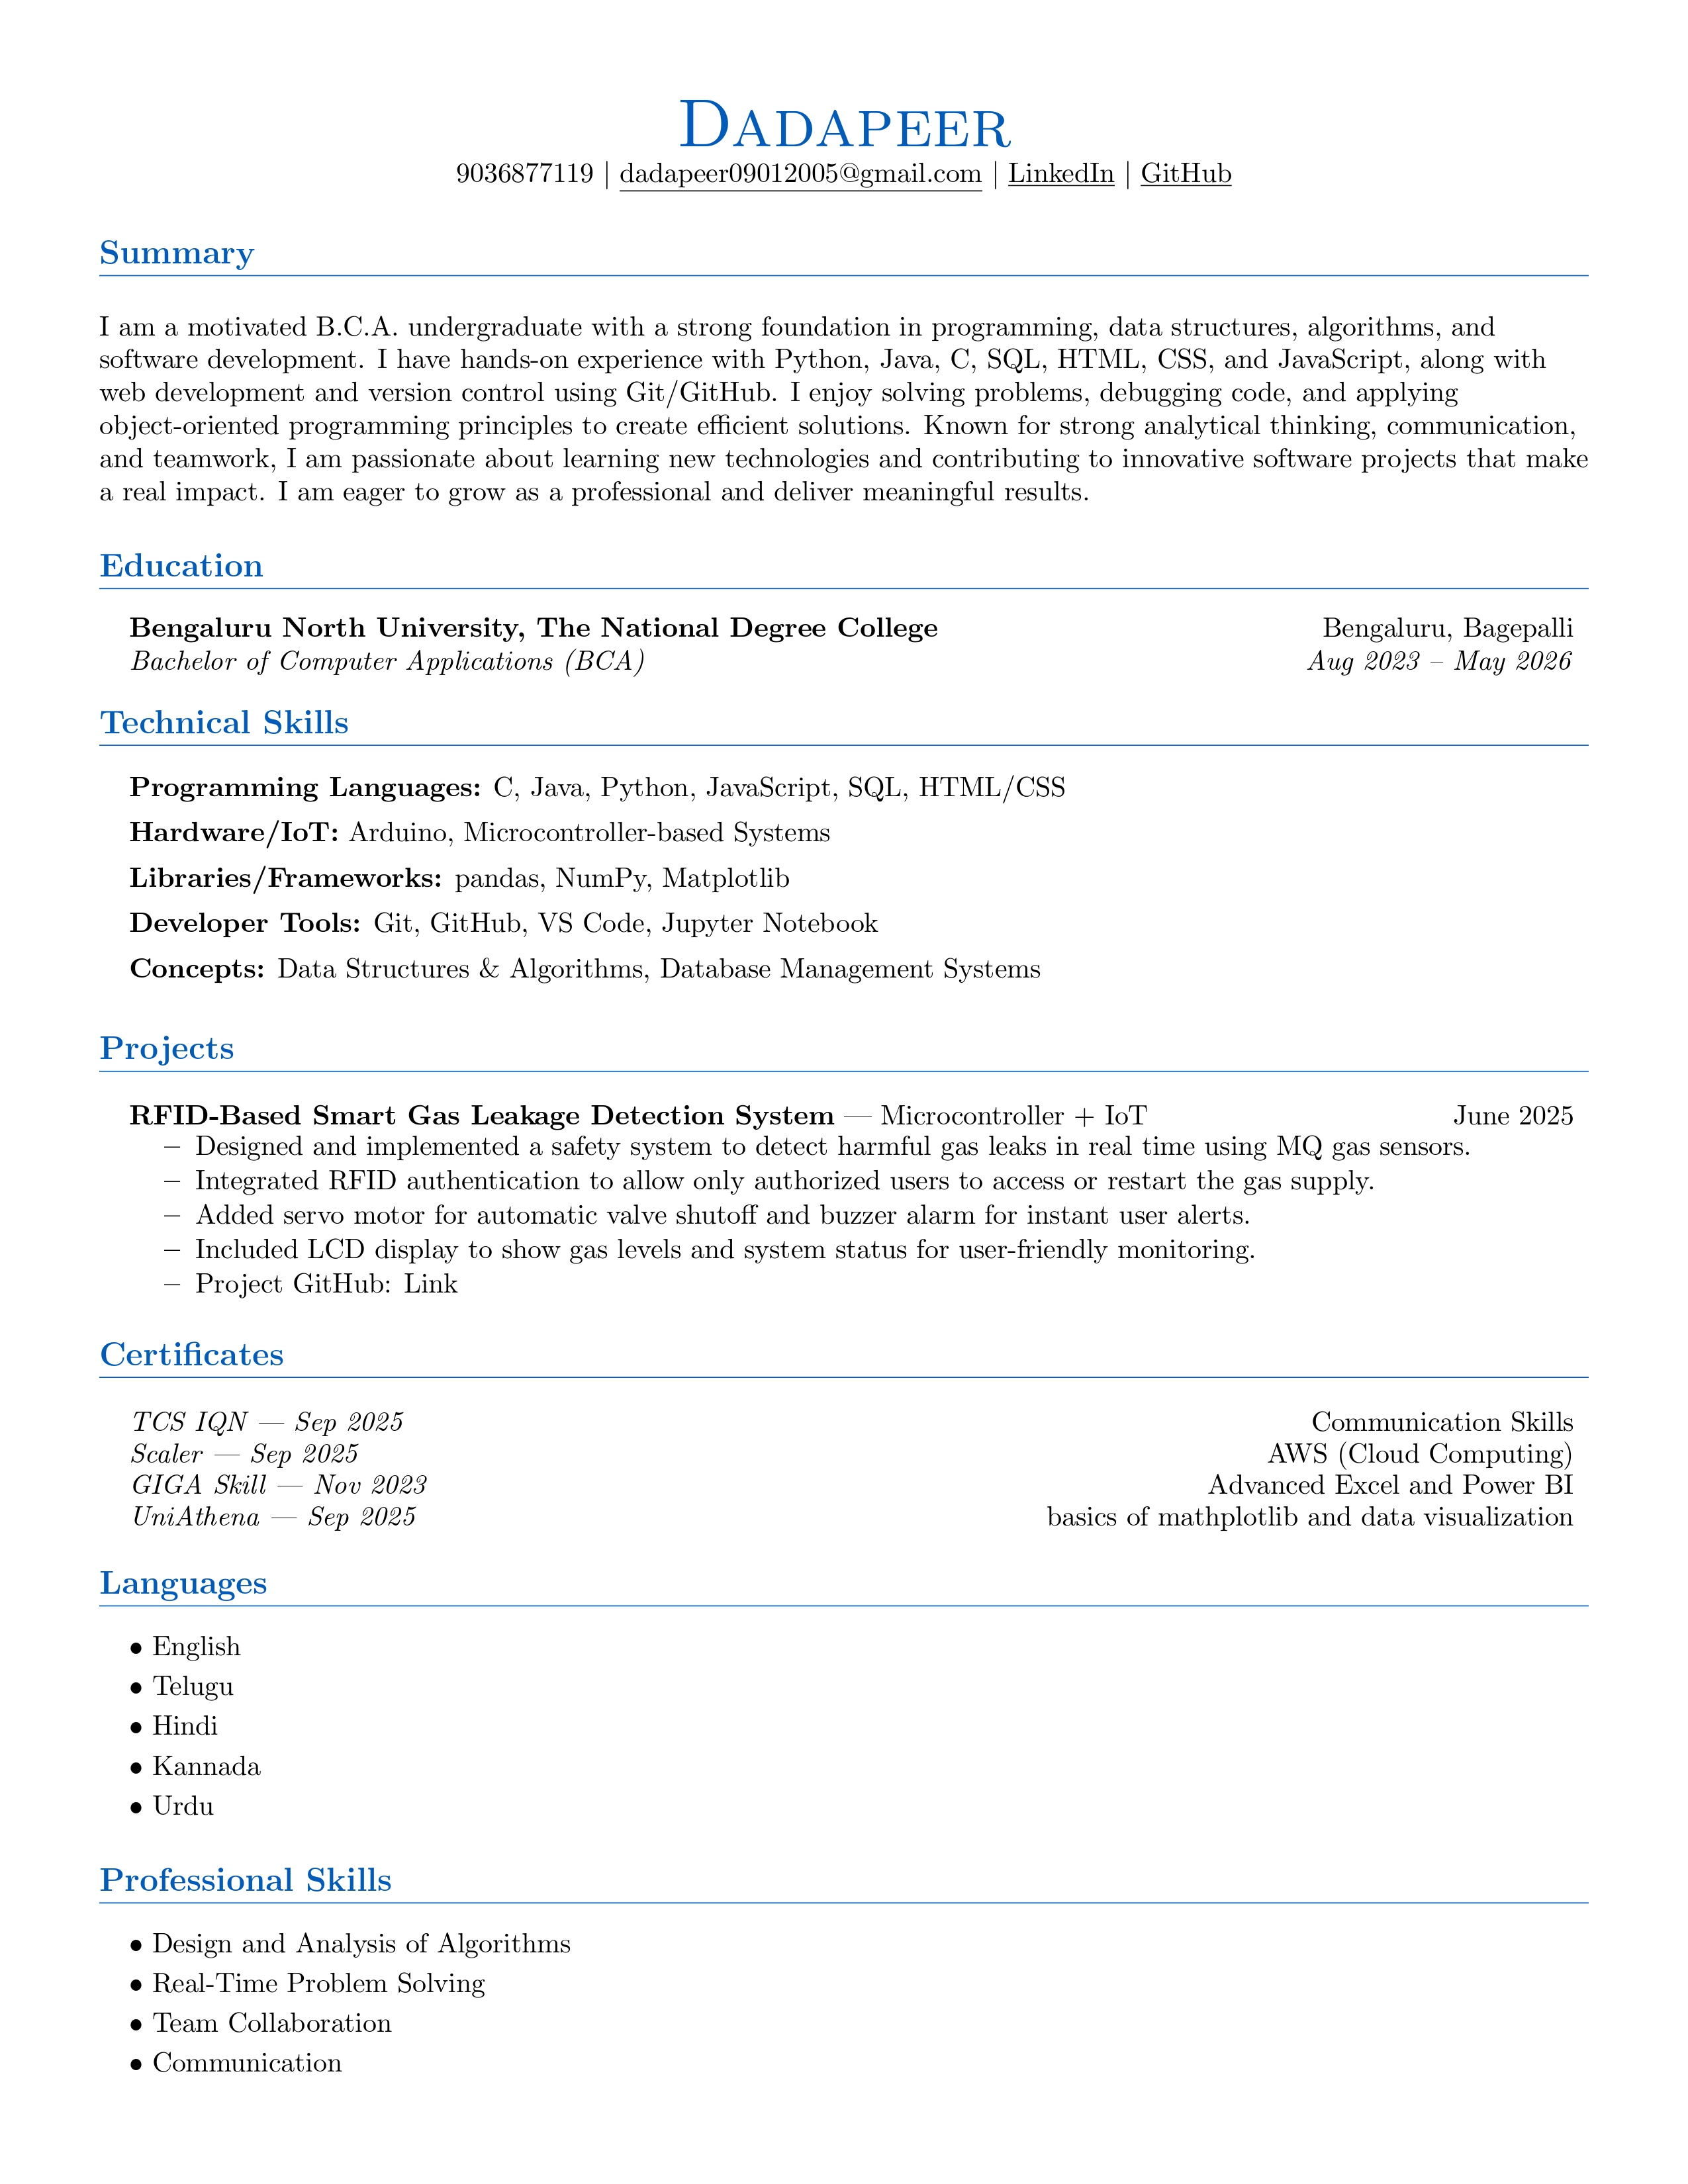 Dadapeer
9036877119 | dadapeer09012005@gmail.com | LinkedIn | GitHub
Summary
I am a motivated B.C.A. undergraduate with a strong foundation in programming, data structures, algorithms, and
software development. I have hands-on experience with Python, Java, C, SQL, HTML, CSS, and JavaScript, along with
web development and version control using Git/GitHub. I enjoy solving problems, debugging code, and applying
object-oriented programming principles to create efficient solutions. Known for strong analytical thinking, communication,
and teamwork, I am passionate about learning new technologies and contributing to innovative software projects that make
a real impact. I am eager to grow as a professional and deliver meaningful results.
Education
Bengaluru North University, The National Degree College Bengaluru, Bagepalli
Bachelor of Computer Applications (BCA) Aug 2023 – May 2026
Technical Skills
Programming Languages: C, Java, Python, JavaScript, SQL, HTML/CSS
Hardware/IoT: Arduino, Microcontroller-based Systems
Libraries/Frameworks: pandas, NumPy, Matplotlib
Developer Tools: Git, GitHub, VS Code, Jupyter Notebook
Concepts: Data Structures & Algorithms, Database Management Systems
Projects
RFID-Based Smart Gas Leakage Detection System — Microcontroller + IoT June 2025
– Designed and implemented a safety system to detect harmful gas leaks in real time using MQ gas sensors.
– Integrated RFID authentication to allow only authorized users to access or restart the gas supply.
– Added servo motor for automatic valve shutoff and buzzer alarm for instant user alerts.
– Included LCD display to show gas levels and system status for user-friendly monitoring.
– Project GitHub: Link
Certificates
TCS IQN — Sep 2025 Communication Skills
Scaler — Sep 2025 AWS (Cloud Computing)
GIGA Skill — Nov 2023 Advanced Excel and Power BI
UniAthena — Sep 2025 basics of mathplotlib and data visualization
Languages
• English
• Telugu
• Hindi
• Kannada
• Urdu
Professional Skills
• Design and Analysis of Algorithms
• Real-Time Problem Solving
• Team Collaboration
• Communication